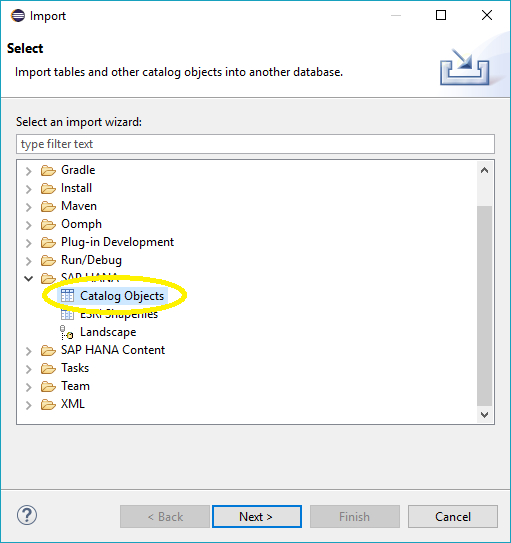 Import
Select
Import tables and other catalog objects into another database.
Select an import wizard:
type filter text
Gradle
Install
Maven
Oomph
Plug-in Development
Run/Debug
SAP HANA
Catalog Objects
ESRI Shapefiles
Landscape
SAP HANA Content
Tasks
Team
XML
?
< Back
Next >
Finish
Cancel